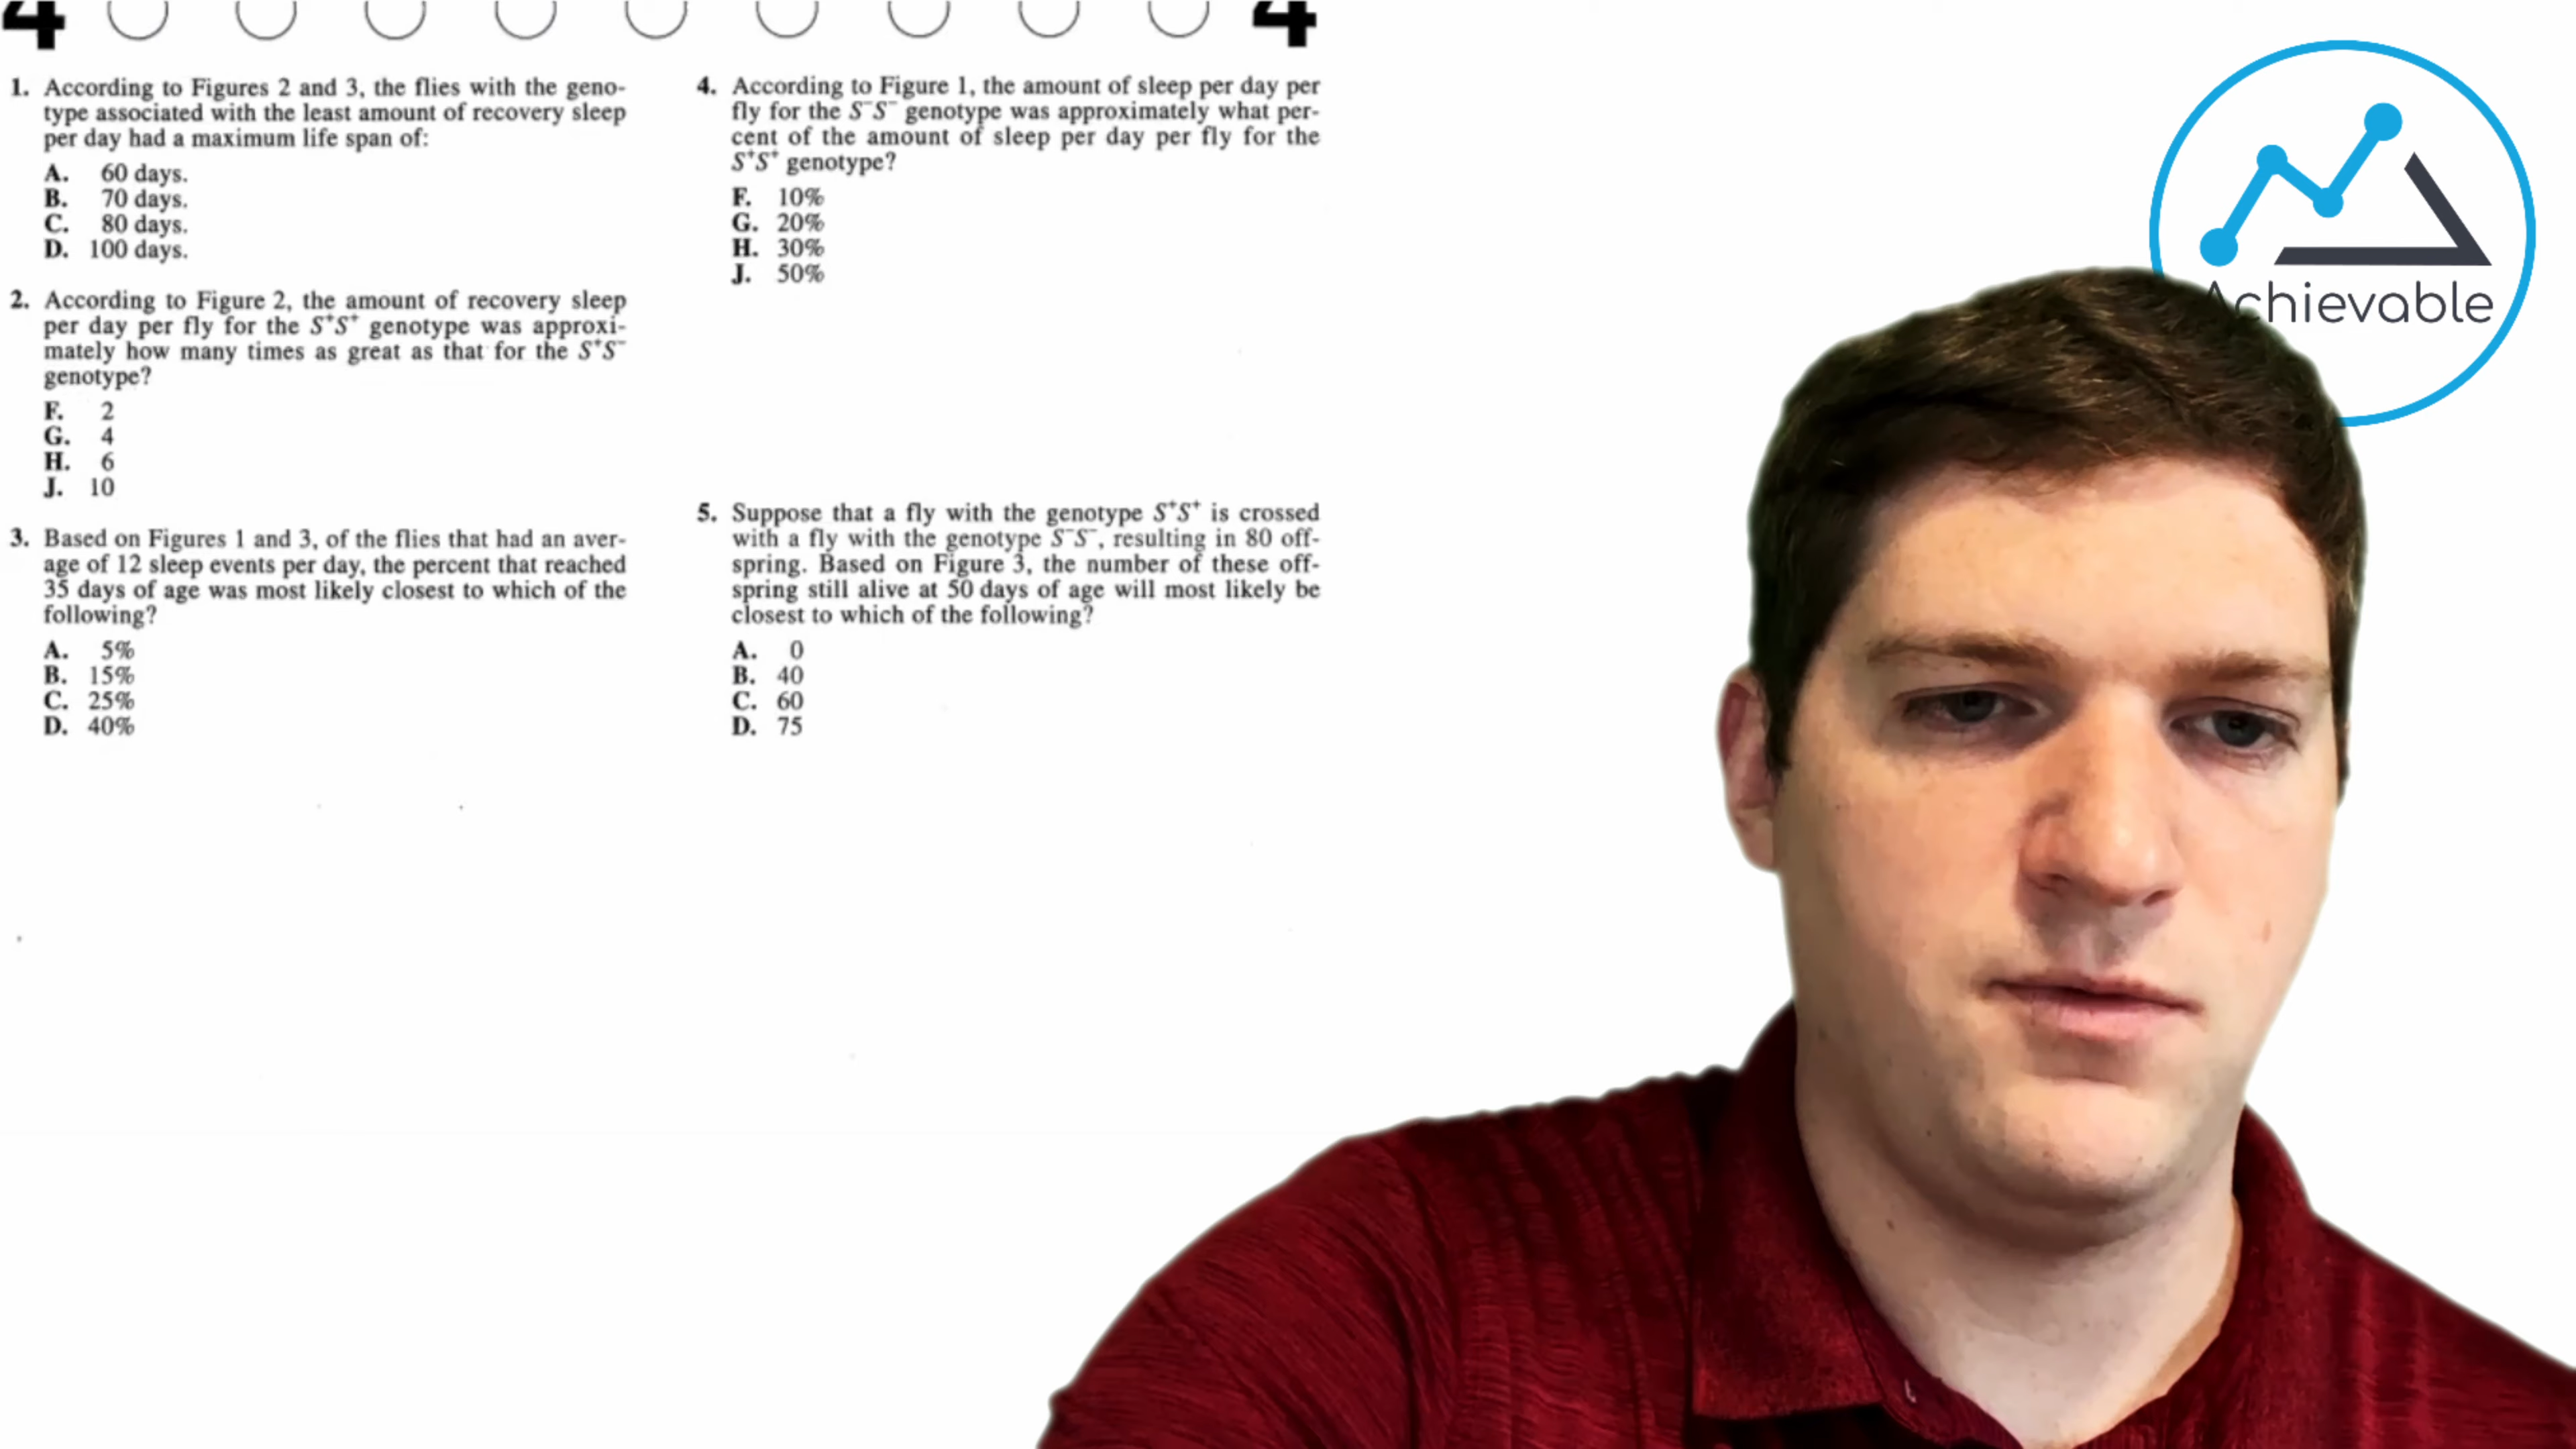 4 4
1. According to Figures 2 and 3, the flies with the geno-
type associated with the least amount of recovery sleep
per day had a maximum life span of:
A. 60 days.
B. 70 days.
C. 80 days.
D. 100 days.
2. According to Figure 2, the amount of recovery sleep
per day per fly for the S⁺S⁺ genotype was approxi-
mately how many times as great as that for the S⁺S⁻
genotype?
F. 2
G. 4
H. 6
J. 10
3. Based on Figures 1 and 3, of the flies that had an aver-
age of 12 sleep events per day, the percent that reached
35 days of age was most likely closest to which of the
following?
A. 5%
B. 15%
C. 25%
D. 40%
4. According to Figure 1, the amount of sleep per day per
fly for the S⁻S⁻ genotype was approximately what per-
cent of the amount of sleep per day per fly for the
S⁺S⁺ genotype?
F. 10%
G. 20%
H. 30%
J. 50%
5. Suppose that a fly with the genotype S⁺S⁺ is crossed
with a fly with the genotype S⁻S⁻, resulting in 80 off-
spring. Based on Figure 3, the number of these off-
spring still alive at 50 days of age will most likely be
closest to which of the following?
A. 0
B. 40
C. 60
D. 75
Achievable